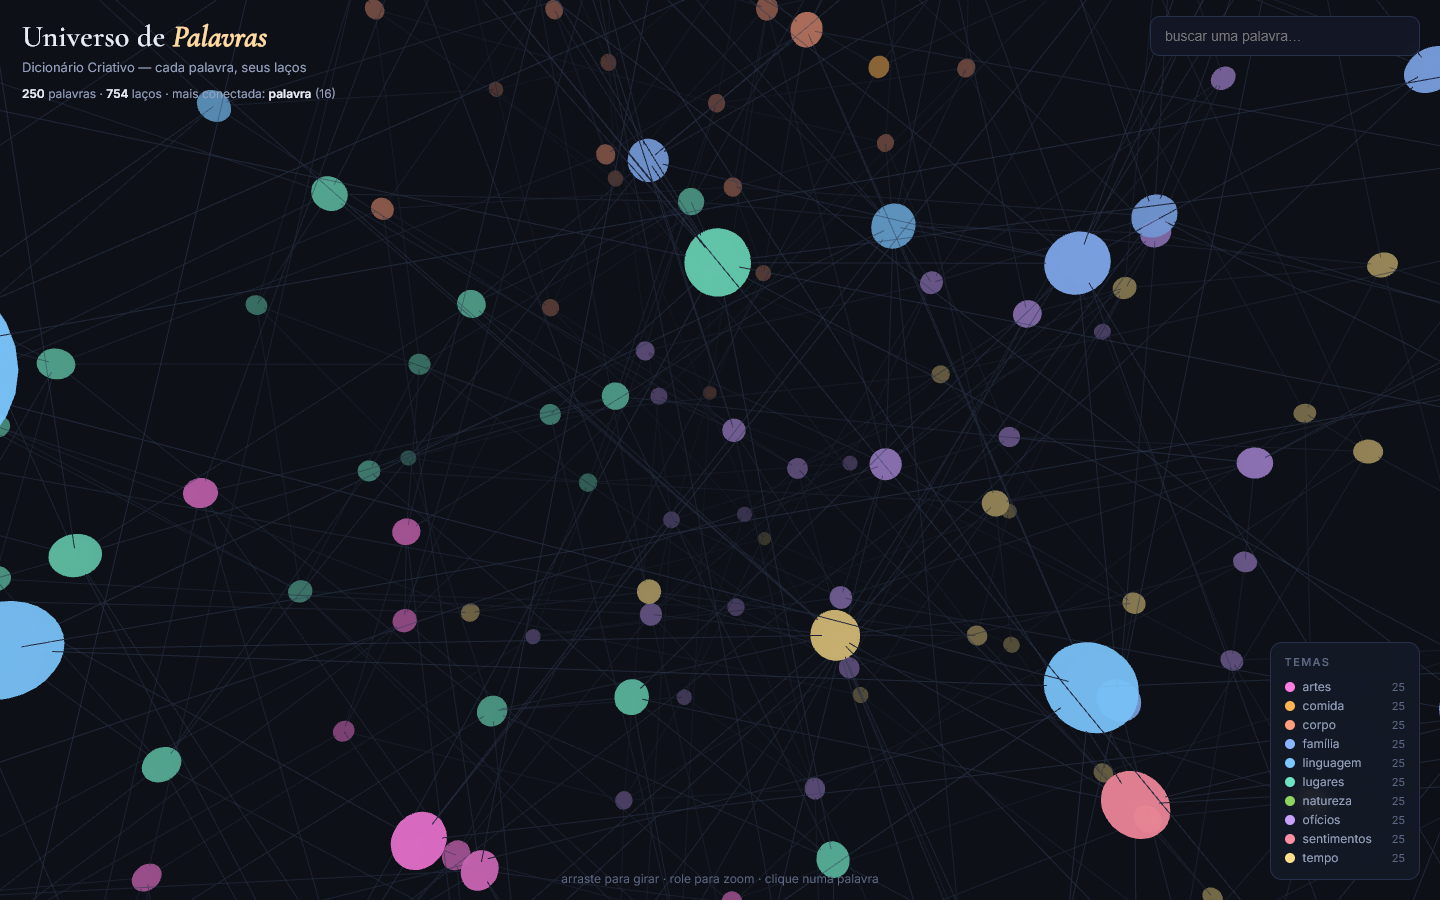 Universo de Palavras
buscar uma palavra...
Dicionário Criativo — cada palavra, seus laços
250 palavras · 754 laços · mais conectada: palavra (16)
TEMAS
artes 25
comida 25
corpo 25
família 25
linguagem 25
lugares 25
natureza 25
ofícios 25
sentimentos 25
tempo 25
arraste para girar · role para zoom · clique numa palavra